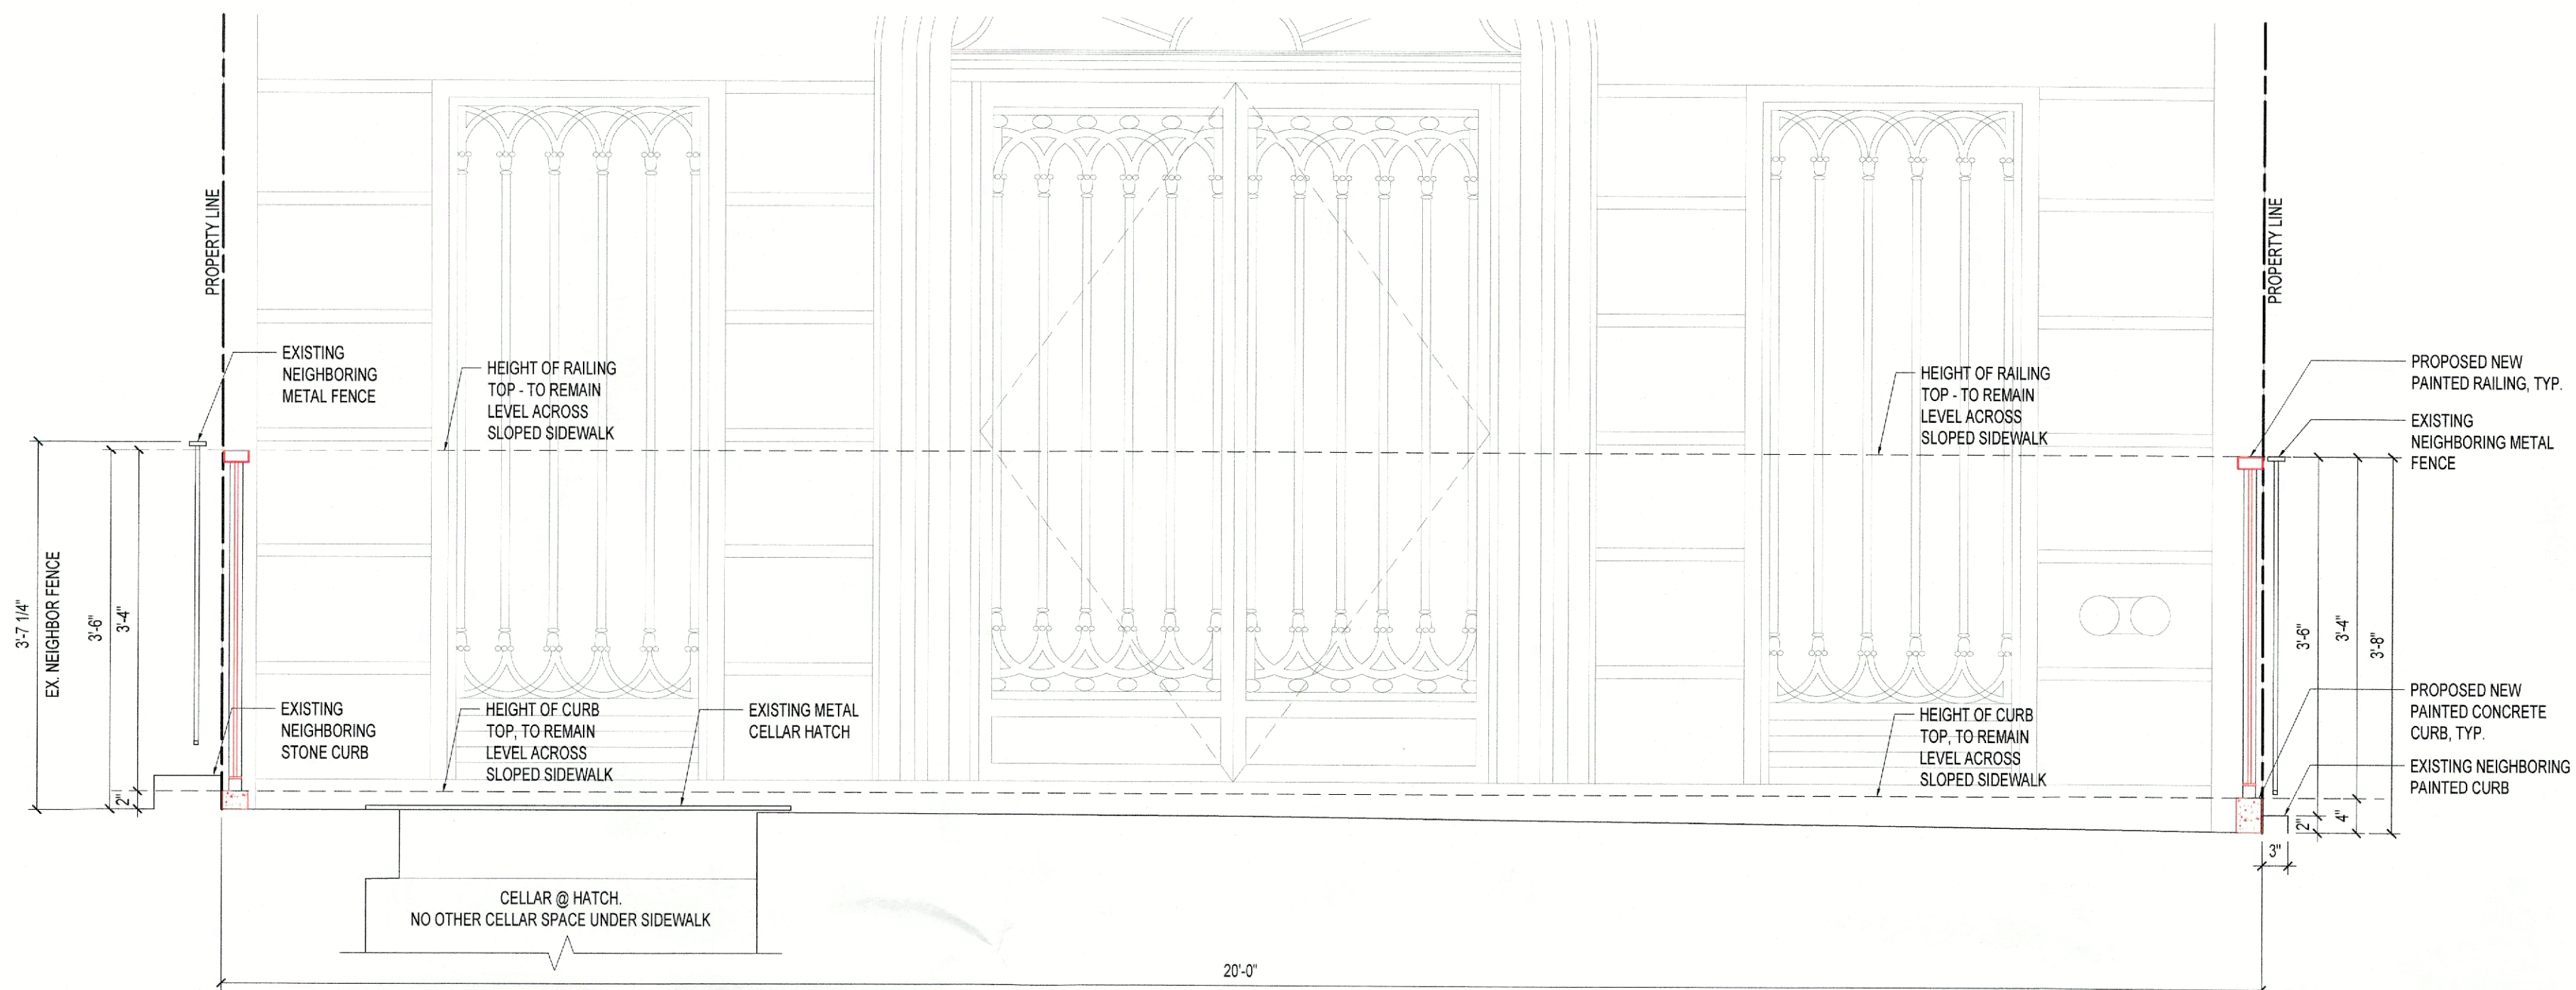 PROPERTY LINE
PROPERTY LINE
EXISTING
NEIGHBORING
METAL FENCE
HEIGHT OF RAILING
TOP - TO REMAIN
LEVEL ACROSS
SLOPED SIDEWALK
HEIGHT OF RAILING
TOP - TO REMAIN
LEVEL ACROSS
SLOPED SIDEWALK
PROPOSED NEW
PAINTED RAILING, TYP.
EXISTING
NEIGHBORING METAL
FENCE
3'-7 1/4"
EX. NEIGHBOR FENCE
3'-6"
3'-4"
2"
EXISTING
NEIGHBORING
STONE CURB
HEIGHT OF CURB
TOP, TO REMAIN
LEVEL ACROSS
SLOPED SIDEWALK
EXISTING METAL
CELLAR HATCH
HEIGHT OF CURB
TOP, TO REMAIN
LEVEL ACROSS
SLOPED SIDEWALK
3'-6"
3'-4"
3'-8"
2"
4"
3"
PROPOSED NEW
PAINTED CONCRETE
CURB, TYP.
EXISTING NEIGHBORING
PAINTED CURB
CELLAR @ HATCH.
NO OTHER CELLAR SPACE UNDER SIDEWALK
20'-0"